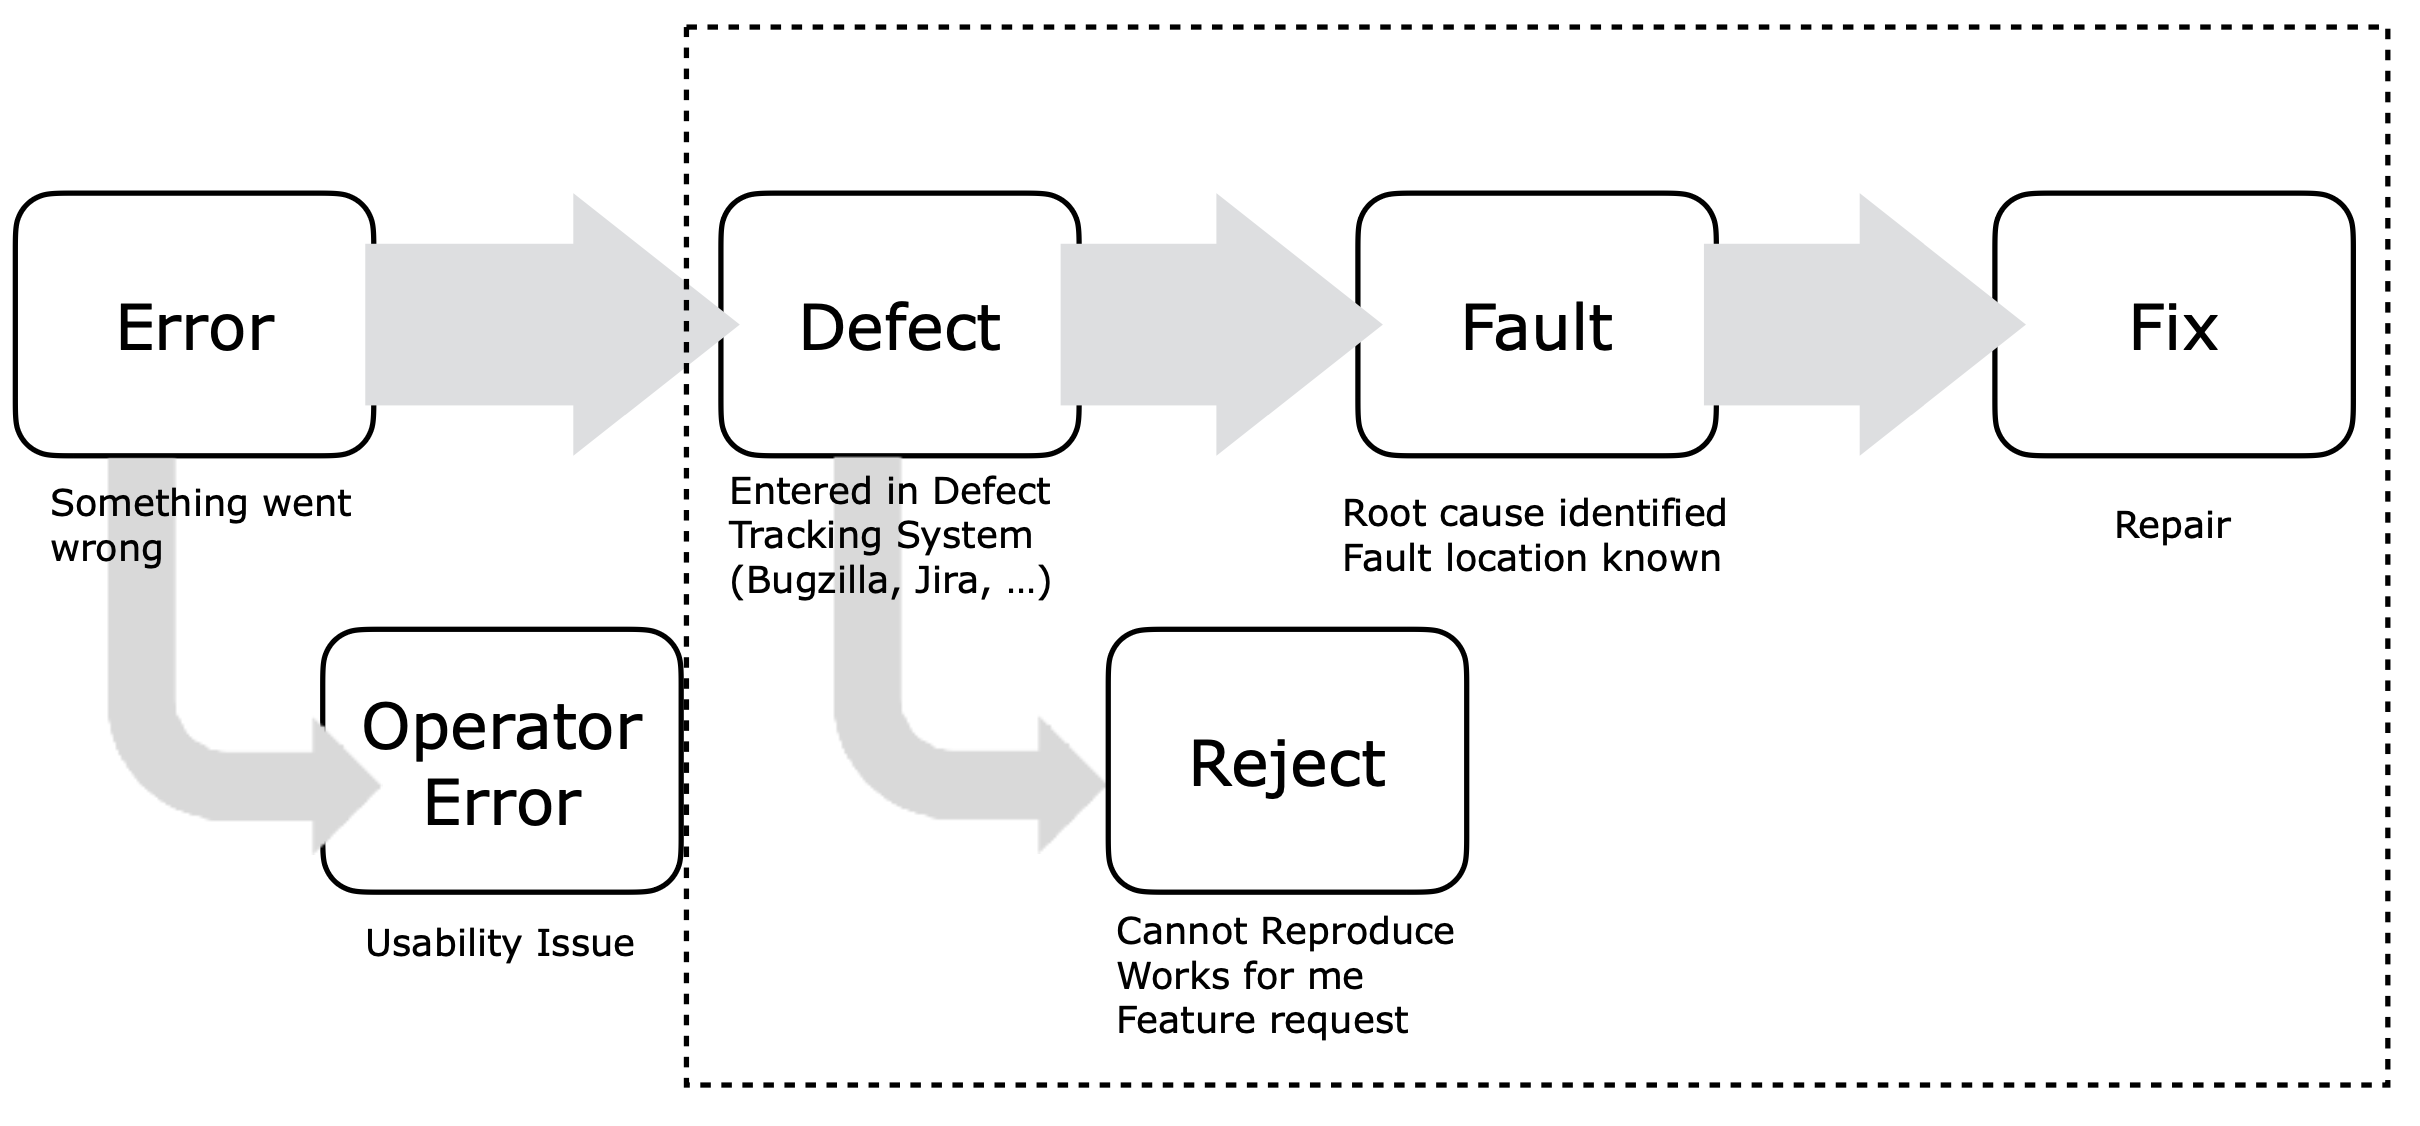 Error
Defect
Fault
Fix
Something went
wrong
Entered in Defect
Tracking System
(Bugzilla, Jira, ...)
Root cause identified
Fault location known
Repair
Operator
Error
Reject
Usability Issue
Cannot Reproduce
Works for me
Feature request